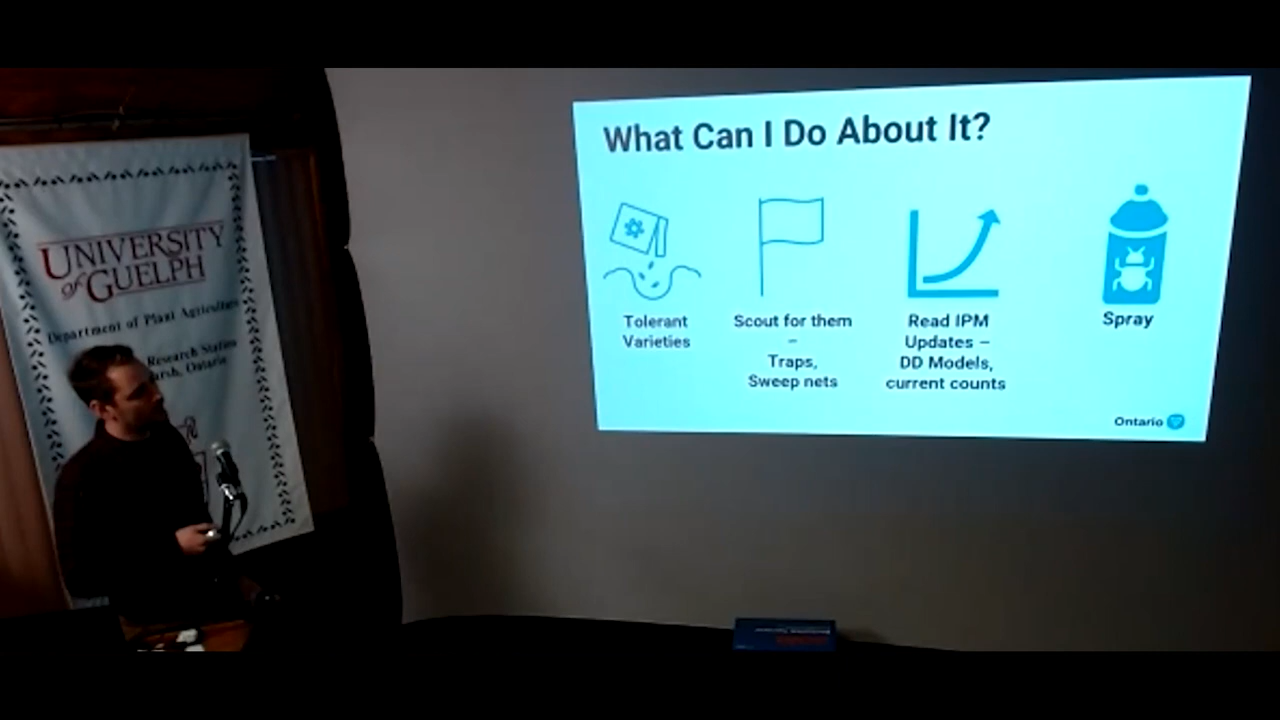 UNIVERSITY
of GUELPH
Department of Plant Agriculture
Research Station
Marsh, Ontario
What Can I Do About It?
Tolerant
Varieties
Scout for them
–
Traps,
Sweep nets
Read IPM
Updates –
DD Models,
current counts
Spray
Ontario